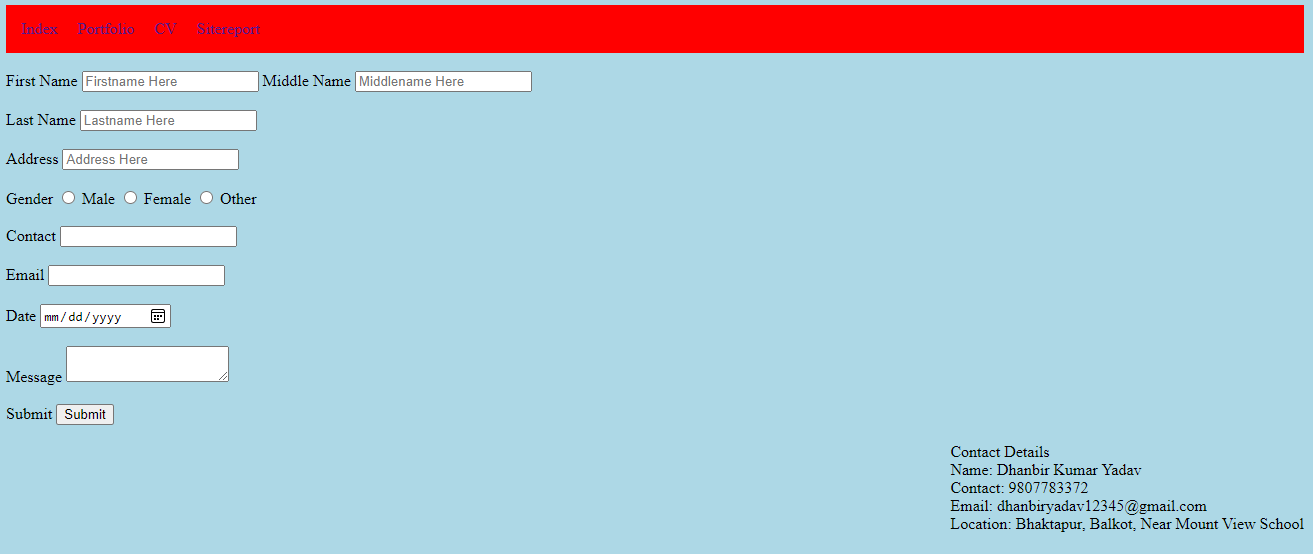 Index Portfolio CV Sitereport
First Name Firstname Here Middle Name Middlename Here
Last Name Lastname Here
Address Address Here
Gender Male Female Other
Contact
Email
Date mm/dd/yyyy
Message
Submit Submit
Contact Details
Name: Dhanbir Kumar Yadav
Contact: 9807783372
Email: dhanbiryadav12345@gmail.com
Location: Bhaktapur, Balkot, Near Mount View School